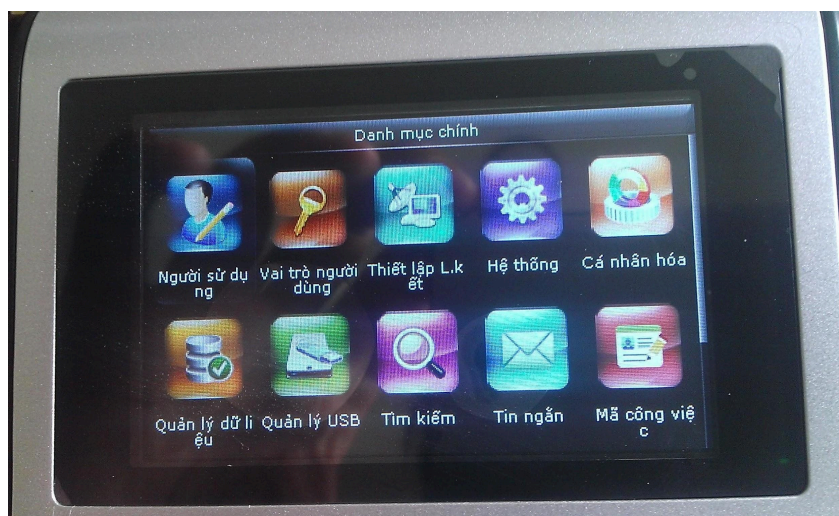 Danh mục chính
Người sử dụ
ng
Vai trò người
dùng
Thiết lập L.k
ết
Hệ thống
Cá nhân hóa
Quản lý dữ li
ệu
Quản lý USB
Tìm kiếm
Tin ngắn
Mã công việ
c